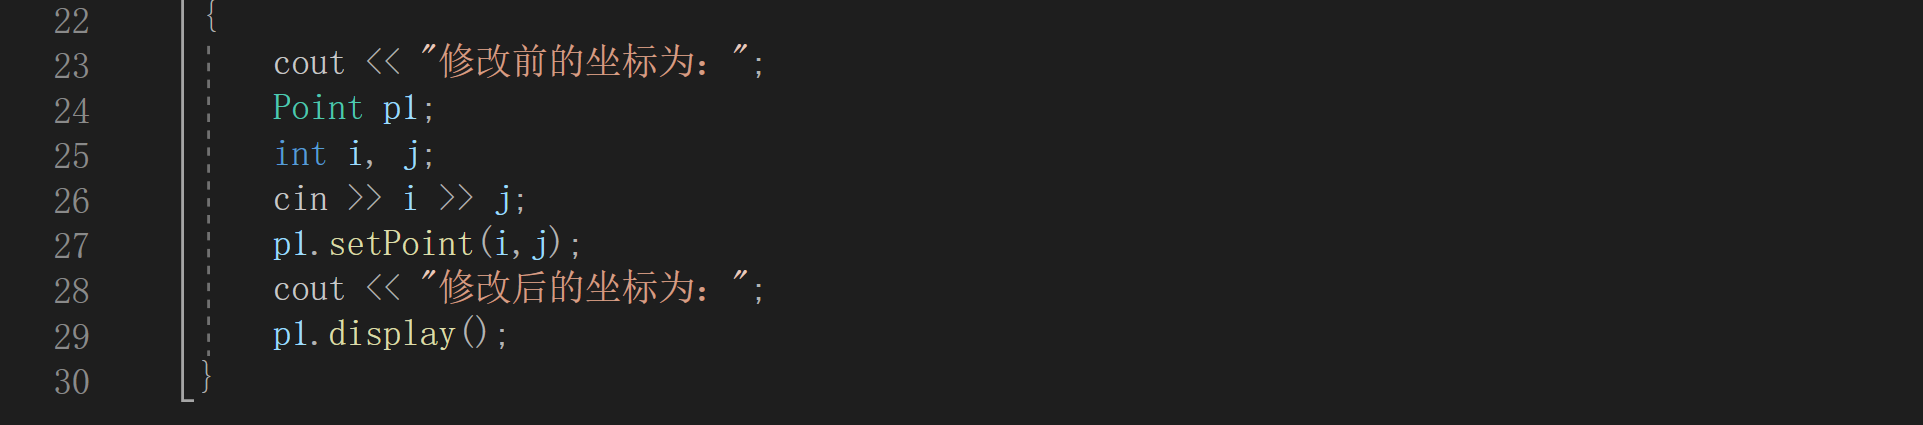 22 {
23 cout << "修改前的坐标为：";
24 Point p1;
25 int i, j;
26 cin >> i >> j;
27 p1.setPoint(i,j);
28 cout << "修改后的坐标为：";
29 p1.display();
30 }